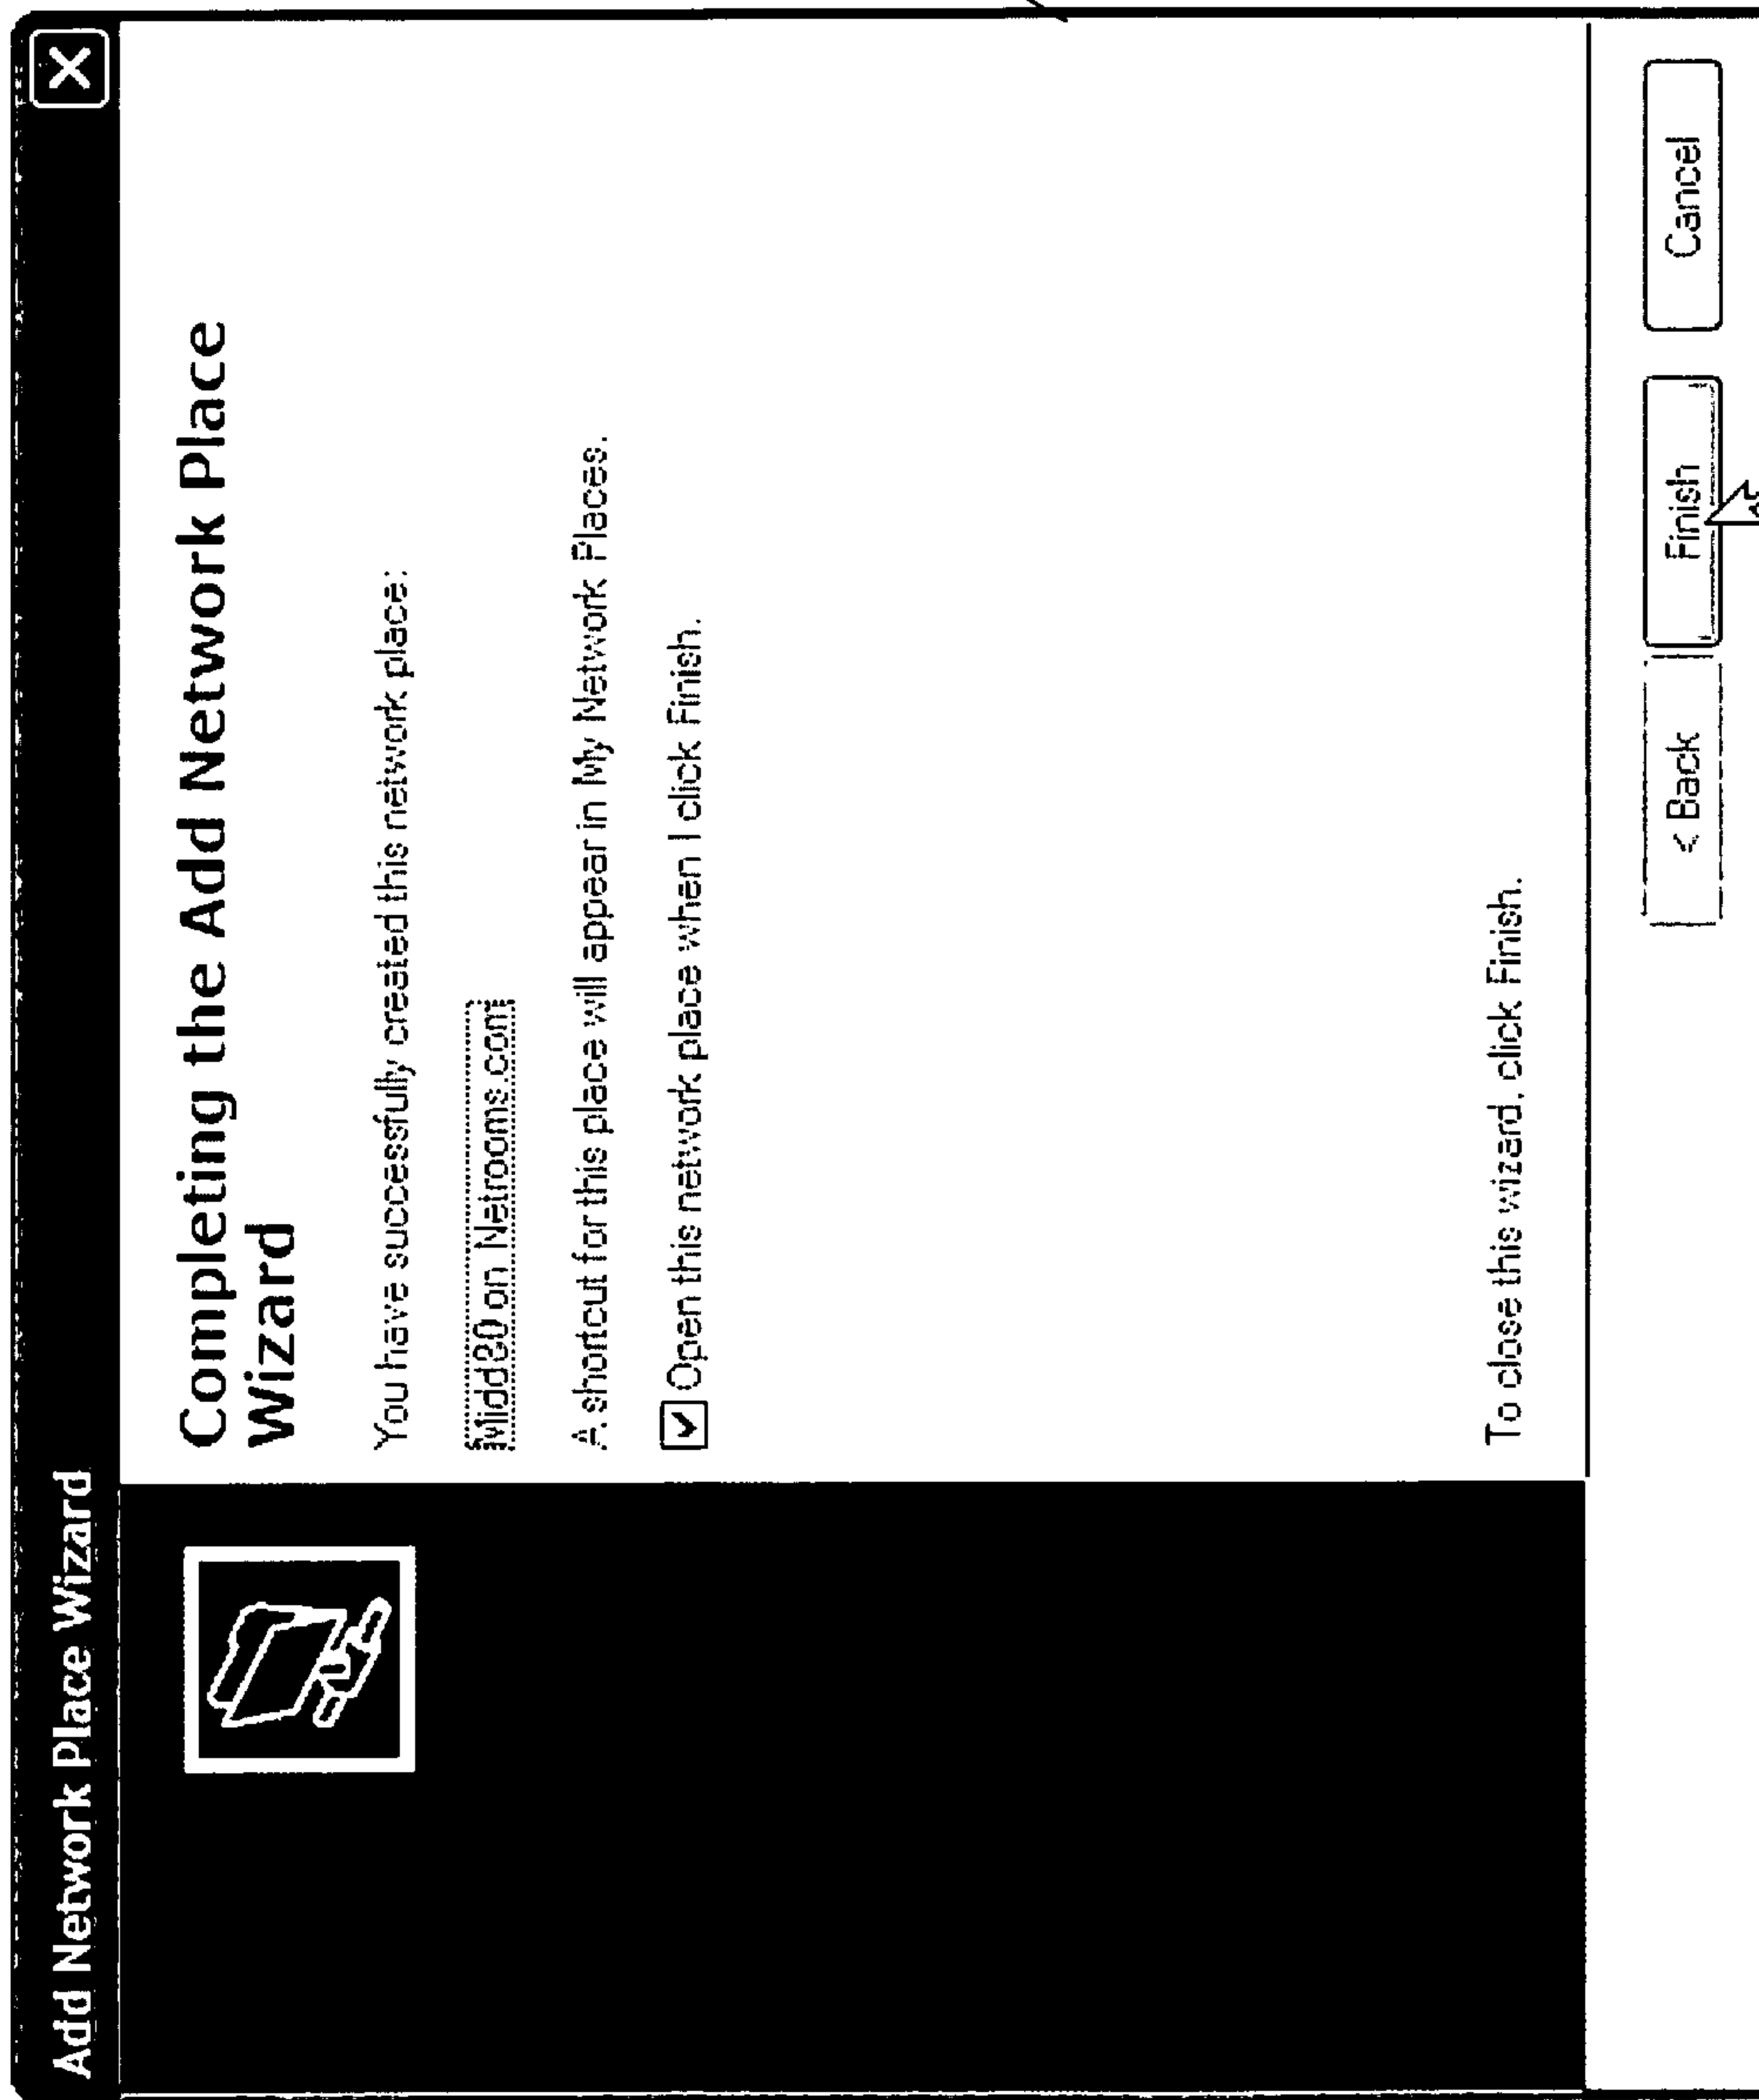 Add Network Place Wizard
Completing the Add Network Place
Wizard
You have successfully created this network place:
on Netrooms.com
A shortcut for this place will appear in My Network Places.
Open this network place when I click Finish.
To close this wizard, click Finish.
< Back
Finish
Cancel